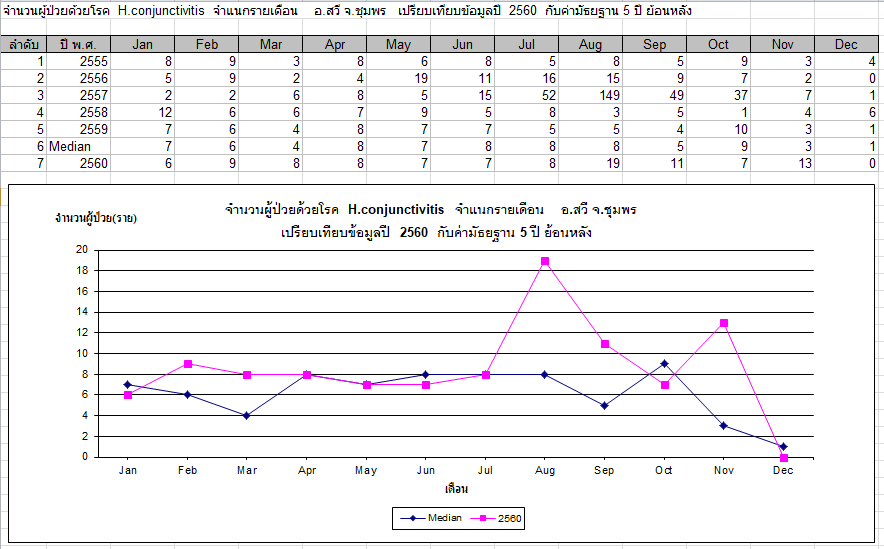 จำนวนผู้ป่วยด้วยโรค H.conjunctivitis จำแนกรายเดือน อ.สวี จ.ชุมพร เปรียบเทียบข้อมูลปี 2560 กับค่ามัธยฐาน 5 ปี ย้อนหลัง
ลำดับ ปี พ.ศ. Jan Feb Mar Apr May Jun Jul Aug Sep Oct Nov Dec
1 2555 8 9 3 8 6 8 5 8 5 9 3 4
2 2556 5 9 2 4 19 11 16 15 9 7 2 0
3 2557 2 2 6 8 5 15 52 149 49 37 7 1
4 2558 12 6 6 7 9 5 8 3 5 1 4 6
5 2559 7 6 4 8 7 7 5 5 4 10 3 1
6 Median 7 6 4 8 7 8 8 8 5 9 3 1
7 2560 6 9 8 8 7 7 8 19 11 7 13 0
จำนวนผู้ป่วยด้วยโรค H.conjunctivitis จำแนกรายเดือน อ.สวี จ.ชุมพร
จำนวนผู้ป่วย(ราย)
เปรียบเทียบข้อมูลปี 2560 กับค่ามัธยฐาน 5 ปี ย้อนหลัง
20
18
16
14
12
10
8
6
4
2
0
Jan Feb Mar Apr May Jun Jul Aug Sep Oct Nov Dec
เดือน
Median 2560